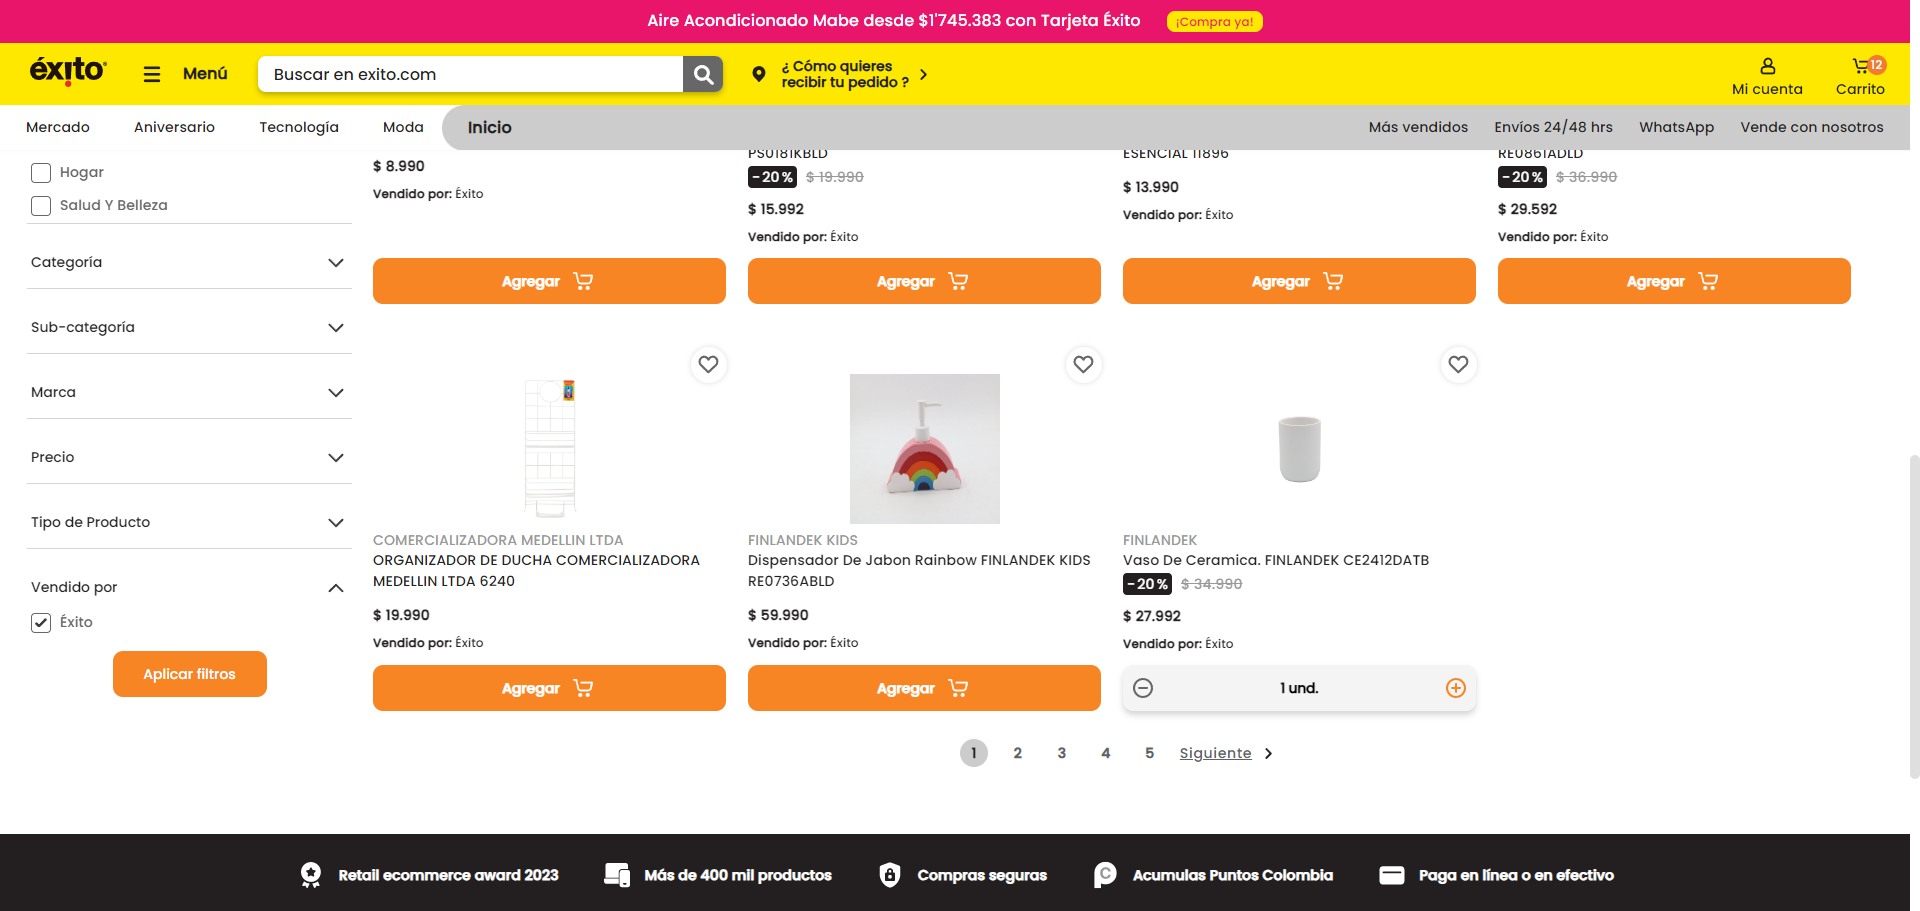 Aire Acondicionado Mabe desde $1'745.383 con Tarjeta Éxito ¡Compra ya!
éxito
Menú
Buscar en exito.com
¿ Cómo quieres
recibir tu pedido ?
12
Mi cuenta
Carrito
Mercado
Aniversario
Tecnología
Moda
Inicio
Más vendidos
Envíos 24/48 hrs
WhatsApp
Vende con nosotros
Hogar
Salud Y Belleza
Categoría
Sub-categoría
Marca
Precio
Tipo de Producto
Vendido por
Éxito
Aplicar filtros
$ 8.990
Vendido por: Éxito
Agregar
PS0181KBLD
-20% $ 19.990
$ 15.992
Vendido por: Éxito
Agregar
ESENCIAL 11896
$ 13.990
Vendido por: Éxito
Agregar
RE0861ADLD
-20% $ 36.990
$ 29.592
Vendido por: Éxito
Agregar
COMERCIALIZADORA MEDELLIN LTDA
ORGANIZADOR DE DUCHA COMERCIALIZADORA
MEDELLIN LTDA 6240
$ 19.990
Vendido por: Éxito
Agregar
FINLANDEK KIDS
Dispensador De Jabon Rainbow FINLANDEK KIDS
RE0736ABLD
$ 59.990
Vendido por: Éxito
Agregar
FINLANDEK
Vaso De Ceramica. FINLANDEK CE2412DATB
-20% $ 34.990
$ 27.992
Vendido por: Éxito
1 und.
1 2 3 4 5 Siguiente
Retail ecommerce award 2023
Más de 400 mil productos
Compras seguras
Acumulas Puntos Colombia
Paga en línea o en efectivo